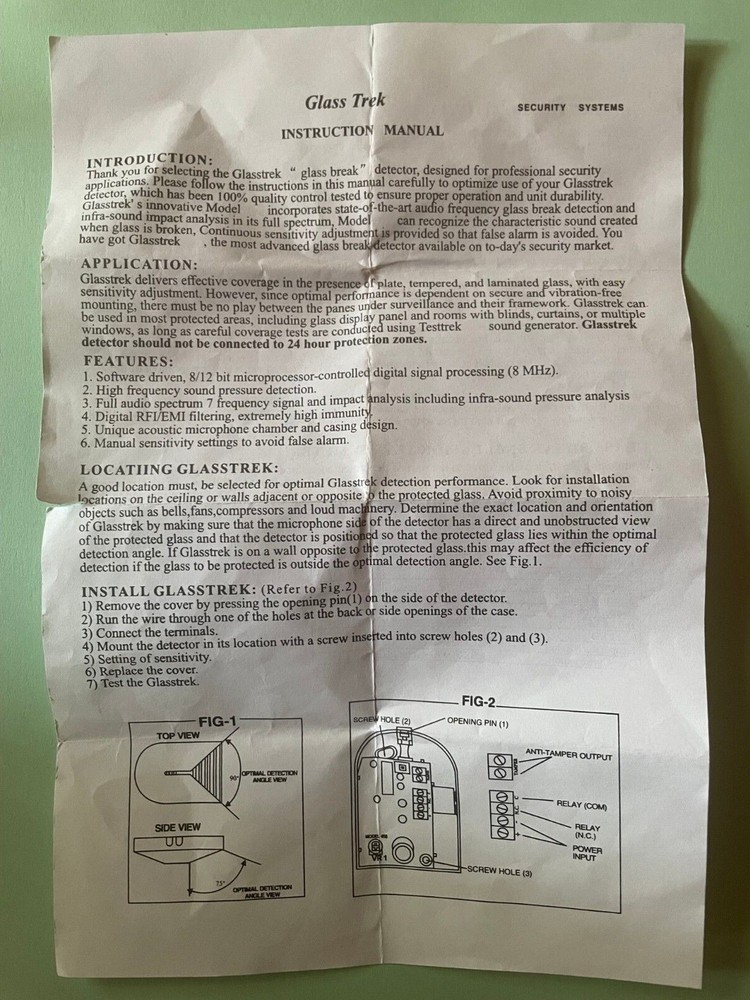 Glass Trek
SECURITY SYSTEMS
INSTRUCTION MANUAL
INTRODUCTION:
Thank you for selecting the Glasstrek “ glass break” detector, designed for professional security
applications. Please follow the instructions in this manual carefully to optimize use of your Glasstrek
detector, which has been 100% quality control tested to ensure proper operation and unit durability.
Glasstrek' s innovative Model incorporates state-of-the-art audio frequency glass break detection and
infra-sound impact analysis in its full spectrum, Model can recognize the characteristic sound created
when glass is broken, Continuous sensitivity adjustment is provided so that false alarm is avoided. You
have got Glasstrek , the most advanced glass break detector available on to-day's security market.
APPLICATION:
Glasstrek delivers effective coverage in the presence of plate, tempered, and laminated glass, with easy
sensitivity adjustment. However, since optimal performance is dependent on secure and vibration-free
mounting, there must be no play between the panes under surveillance and their framework. Glasstrek can
be used in most protected areas, including glass display panel and rooms with blinds, curtains, or multiple
windows, as long as careful coverage tests are conducted using Testtrek sound generator. Glasstrek
detector should not be connected to 24 hour protection zones.
FEATURES:
1. Software driven, 8/12 bit microprocessor-controlled digital signal processing (8 MHz).
2. High frequency sound pressure detection.
3. Full audio spectrum 7 frequency signal and impact analysis including infra-sound pressure analysis
4. Digital RFI/EMI filtering, extremely high immunity.
5. Unique acoustic microphone chamber and casing design.
6. Manual sensitivity settings to avoid false alarm.
LOCATIING GLASSTREK:
A good location must, be selected for optimal Glasstrek detection performance. Look for installation
locations on the ceiling or walls adjacent or opposite to the protected glass. Avoid proximity to noisy
objects such as bells,fans,compressors and loud machinery. Determine the exact location and orientation
of Glasstrek by making sure that the microphone side of the detector has a direct and unobstructed view
of the protected glass and that the detector is positioned so that the protected glass lies within the optimal
detection angle. If Glasstrek is on a wall opposite to the protected glass.this may affect the efficiency of
detection if the glass to be protected is outside the optimal detection angle. See Fig.1.
INSTALL GLASSTREK: (Refer to Fig.2)
1) Remove the cover by pressing the opening pin(1) on the side of the detector.
2) Run the wire through one of the holes at the back or side openings of the case.
3) Connect the terminals.
4) Mount the detector in its location with a screw inserted into screw holes (2) and (3).
5) Setting of sensitivity.
6) Replace the cover.
7) Test the Glasstrek.
FIG-1
TOP VIEW
90°
OPTIMAL DETECTION
ANGLE VIEW
SIDE VIEW
75°
OPTIMAL DETECTION
ANGLE VIEW
FIG-2
SCREW HOLE (2)
OPENING PIN (1)
ANTI-TAMPER OUTPUT
TAMPER
C
RELAY (COM)
N.C.
RELAY
(N.C.)
-
+
POWER
INPUT
VR1
SCREW HOLE (3)